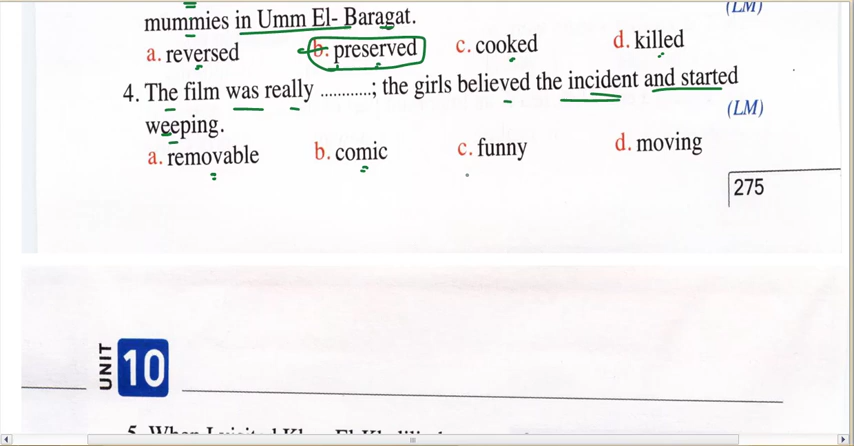 mummies in Umm El- Baragat.
(LM)
a. reversed b. preserved c. cooked d. killed
4. The film was really ...........; the girls believed the incident and started
(LM)
weeping.
a. removable b. comic c. funny d. moving
275
UNIT
10